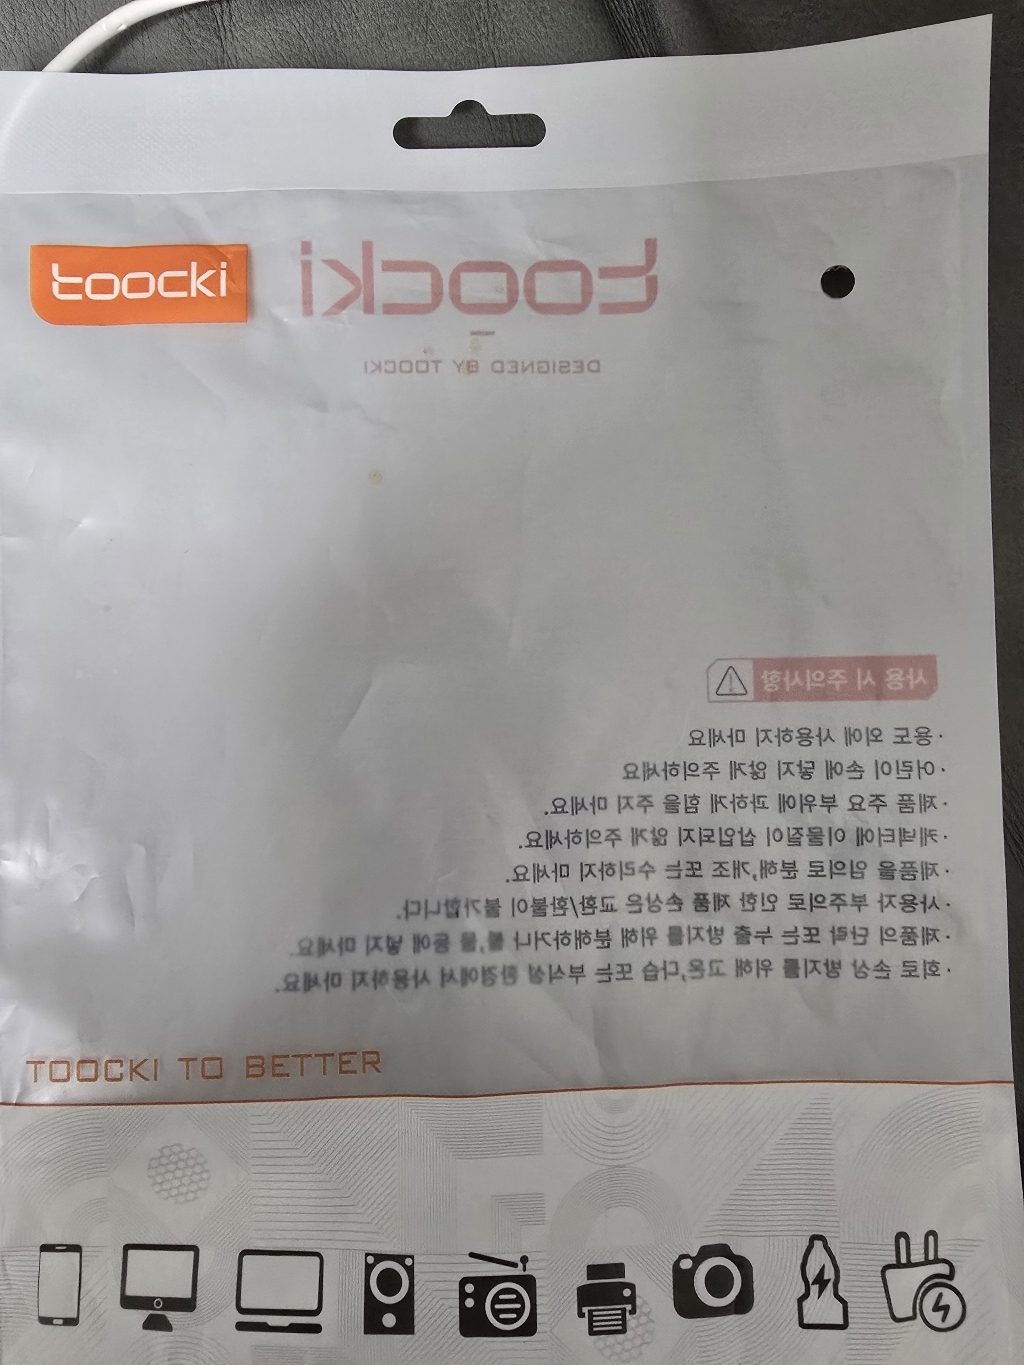 toocki
toocki
DESIGNED BY TOOCKI
사용 시 주의사항
· 용도 외에 사용하지 마세요
· 어린이 손에 닿지 않게 주의하세요
· 제품 주요 부위에 과하게 힘을 주지 마세요.
· 케넥터에 이물질이 삽입되지 않게 주의하세요.
· 제품을 임의로 분해,개조 또는 수리하지 마세요.
· 사용자 부주의로 인한 제품 손상은 교환/환불이 불가합니다.
· 제품의 단락 또는 누출 방지를 위해 분해하거나 불,물 등에 넣지 마세요.
· 회로 손상 방지를 위해 고온,다습 또는 부식성 환경에서 사용하지 마세요.
TOOCKI TO BETTER